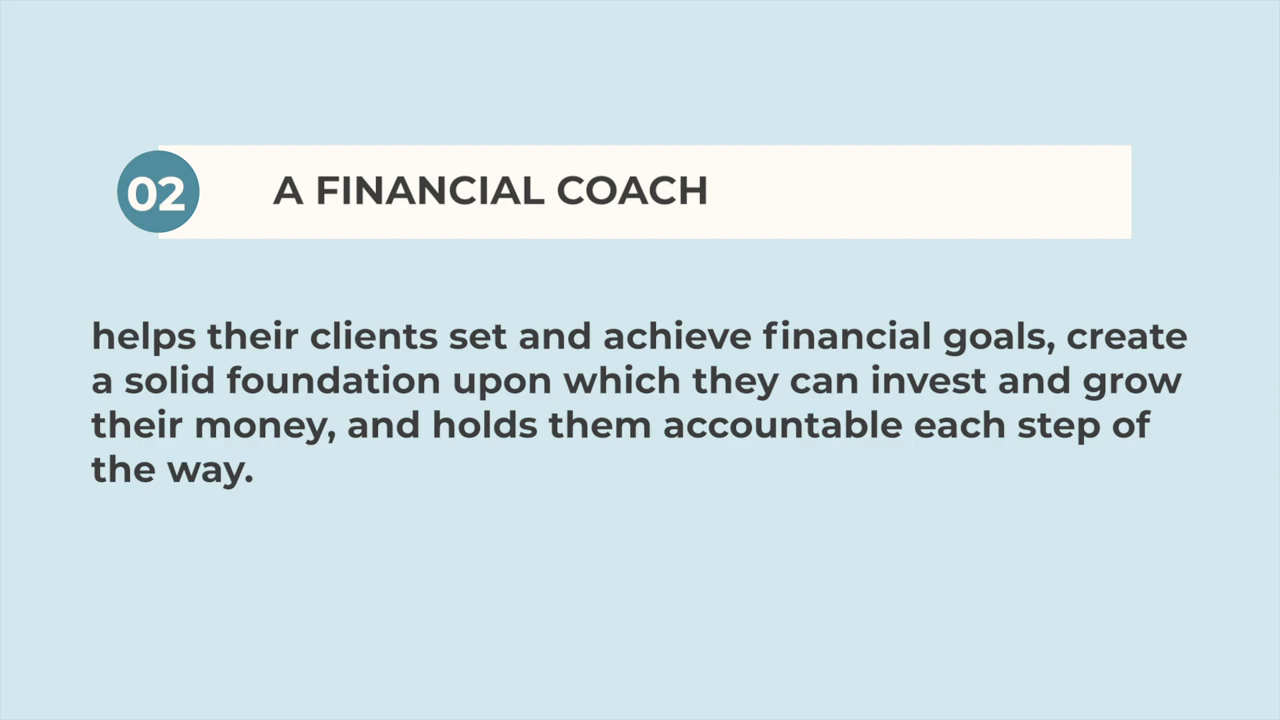 02
A FINANCIAL COACH
helps their clients set and achieve financial goals, create
a solid foundation upon which they can invest and grow
their money, and holds them accountable each step of
the way.